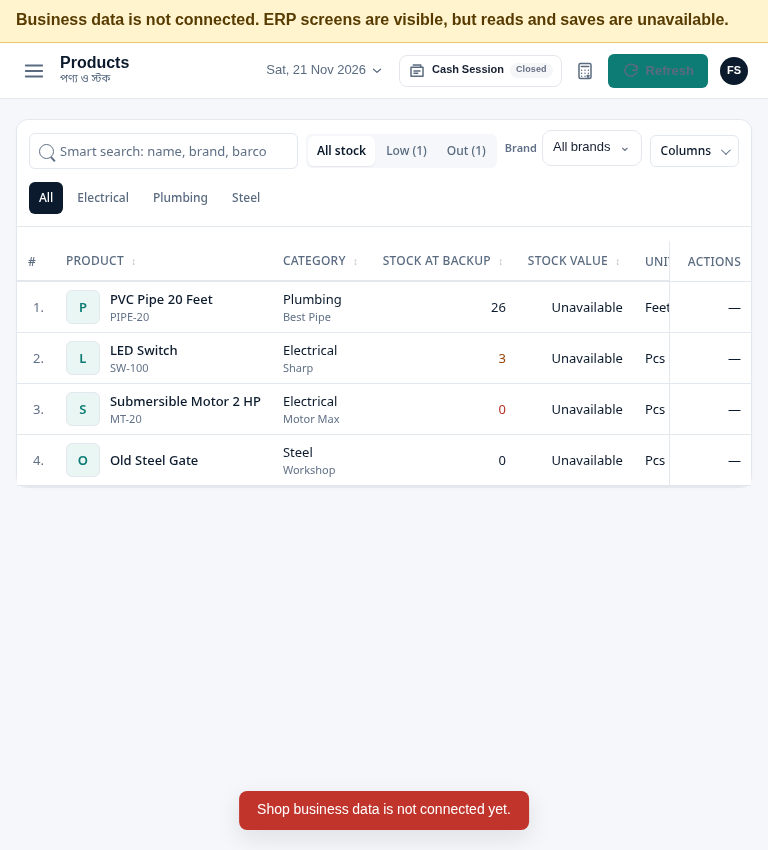 Business data is not connected. ERP screens are visible, but reads and saves are unavailable.
Products
পণ্য ও স্টক
Sat, 21 Nov 2026
Cash Session Closed
Refresh
FS
Smart search: name, brand, barco
All stock Low (1) Out (1)
Brand All brands
Columns
All Electrical Plumbing Steel
# PRODUCT ↕ CATEGORY ↕ STOCK AT BACKUP ↕ STOCK VALUE ↕ ACTIONS
1. P PVC Pipe 20 Feet Plumbing 26 Unavailable Feet —
PIPE-20 Best Pipe
2. L LED Switch Electrical 3 Unavailable Pcs —
SW-100 Sharp
3. S Submersible Motor 2 HP Electrical 0 Unavailable Pcs —
MT-20 Motor Max
4. O Old Steel Gate Steel 0 Unavailable Pcs —
Workshop
Shop business data is not connected yet.